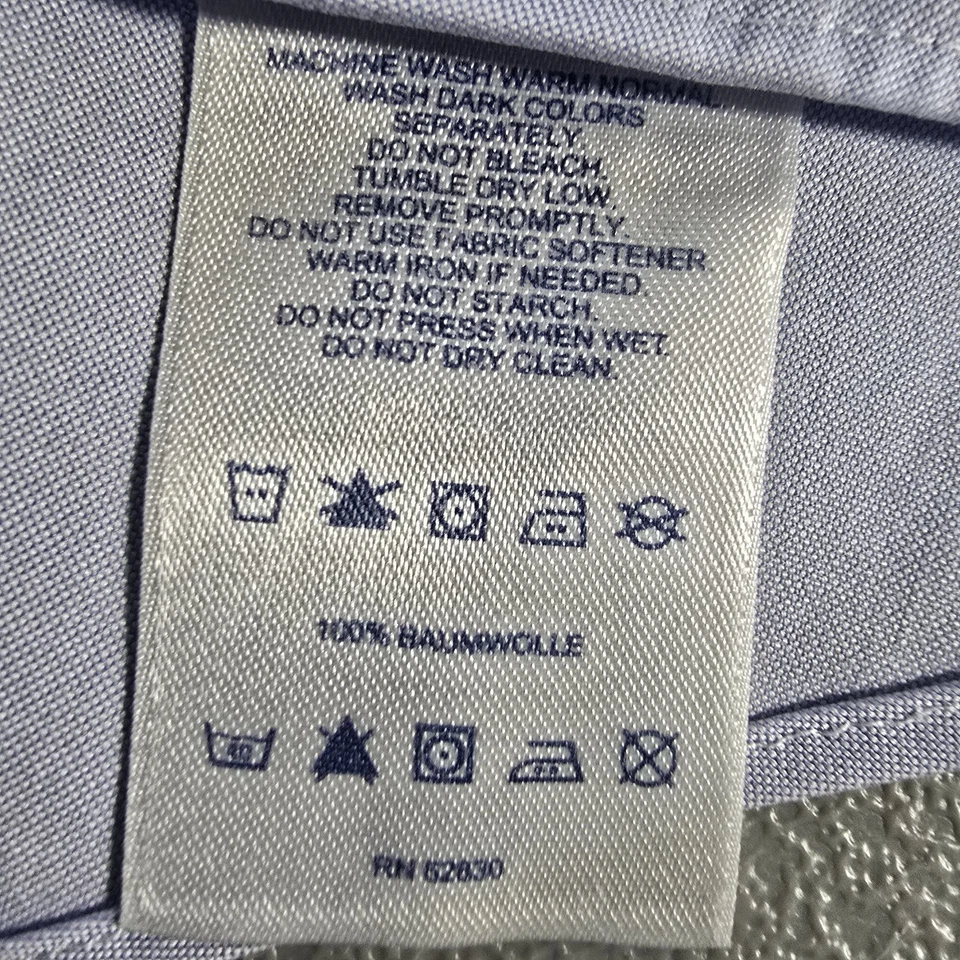 MACHINE WASH WARM NORMAL
WASH DARK COLORS
SEPARATELY.
DO NOT BLEACH.
TUMBLE DRY LOW.
REMOVE PROMPTLY.
DO NOT USE FABRIC SOFTENER
WARM IRON IF NEEDED.
DO NOT STARCH.
DO NOT PRESS WHEN WET.
DO NOT DRY CLEAN.
100% BAUMWOLLE
40
RN 62630